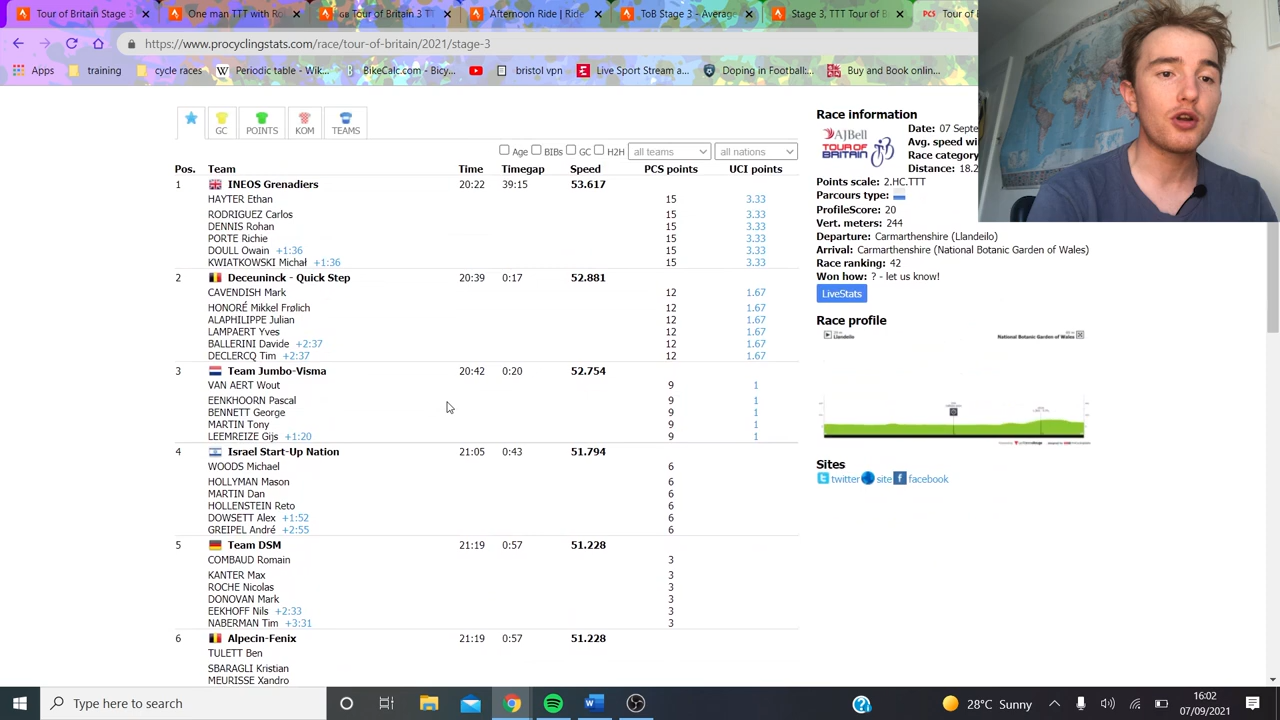 Tour of Britain 3
One man TT Ro
Tour of Britain 3 T
Afternoon Ride | Ride
ToB Stage 3 - Average
Stage 3, TTT Tour of B
PCS Tour of B
https://www.procyclingstats.com/race/tour-of-britain/2021/stage-3
Apps training cycle races Periodic table - Wik... BikeCalc.com - Bicy... bristol vpn Live Sport Stream a... Doping in Football:... Buy and Book onlin...
GC POINTS KOM TEAMS
Age BIBs GC H2H all teams all nations
Pos. Team Time Timegap Speed PCS points UCI points
1 INEOS Grenadiers 20:22 39:15 53.617
HAYTER Ethan 15 3.33
RODRIGUEZ Carlos 15 3.33
DENNIS Rohan 15 3.33
PORTE Richie 15 3.33
DOULL Owain +1:36 15 3.33
KWIATKOWSKI Michał +1:36 15 3.33
2 Deceuninck - Quick Step 20:39 0:17 52.881
CAVENDISH Mark 12 1.67
HONORÉ Mikkel Frølich 12 1.67
ALAPHILIPPE Julian 12 1.67
LAMPAERT Yves 12 1.67
BALLERINI Davide +2:37 12 1.67
DECLERCQ Tim +2:37 12 1.67
3 Team Jumbo-Visma 20:42 0:20 52.754
VAN AERT Wout 9 1
EENKHOORN Pascal 9 1
BENNETT George 9 1
MARTIN Tony 9 1
LEEMREIZE Gijs +1:20 9 1
4 Israel Start-Up Nation 21:05 0:43 51.794
WOODS Michael 6
HOLLYMAN Mason 6
MARTIN Dan 6
HOLLENSTEIN Reto 6
DOWSETT Alex +1:52 6
GREIPEL André +2:55 6
5 Team DSM 21:19 0:57 51.228
COMBAUD Romain 3
KANTER Max 3
ROCHE Nicolas 3
DONOVAN Mark 3
EEKHOFF Nils +2:33 3
NABERMAN Tim +3:31 3
6 Alpecin-Fenix 21:19 0:57 51.228
TULETT Ben
SBARAGLI Kristian
MEURISSE Xandro
Race information
AJBell
TOUR OF
BRITAIN
Date: 07 Septe
Avg. speed wi
Race category
Distance: 18.2
Points scale: 2.HC.TTT
Parcours type:
ProfileScore: 20
Vert. meters: 244
Departure: Carmarthenshire (Llandeilo)
Arrival: Carmarthenshire (National Botanic Garden of Wales)
Race ranking: 42
Won how: ? - let us know!
LiveStats
Race profile
Llandeilo
National Botanic Garden of Wales
Sites
twitter site facebook
Type here to search
28°C Sunny
16:02
07/09/2021